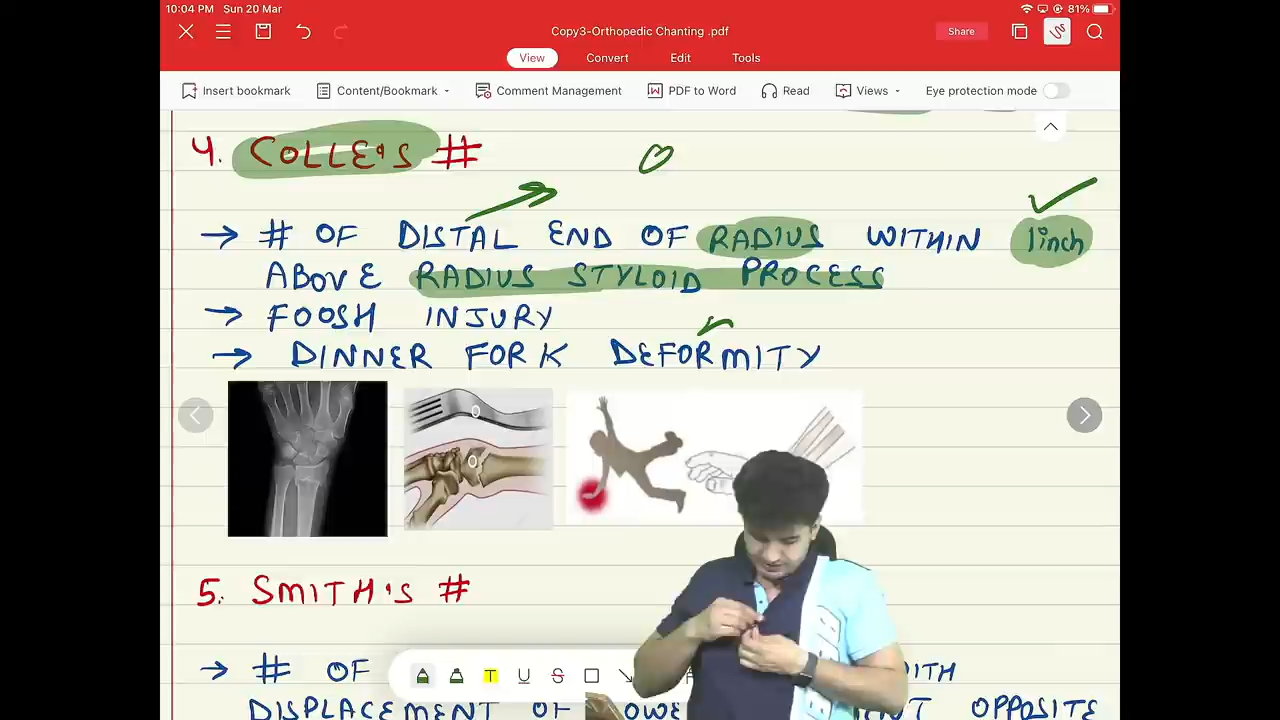 10:04 PM Sun 20 Mar 81%
Copy3-Orthopedic Chanting .pdf
Share
View Convert Edit Tools
Insert bookmark Content/Bookmark Comment Management PDF to Word Read Views Eye protection mode
4. COLLE'S #
→ # OF DISTAL END OF RADIUS WITHIN 1inch
ABOVE RADIUS STYLOID PROCESS
→ FOOSH INJURY
→ DINNER FORK DEFORMITY
5. SMITH'S #
→ # OF
DISPLACEMENT OF OPPOSITE